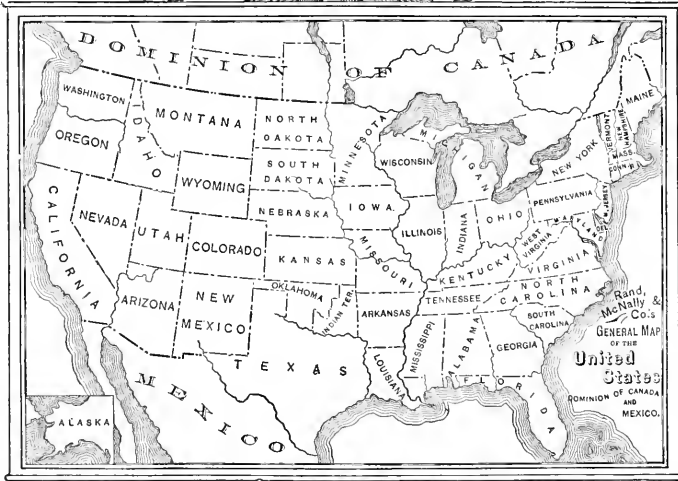 DOMINION OF CANADA
WASHINGTON
MONTANA
NORTH
DAKOTA
MINNESOTA
MICHIGAN
MAINE
VERMONT
NEW
HAMPSHIRE
OREGON
IDAHO
SOUTH
DAKOTA
WISCONSIN
NEW YORK
MASS.
CONN.
R.I.
WYOMING
NEBRASKA
IOWA
PENNSYLVANIA
N. JERSEY
CALIFORNIA
NEVADA
UTAH
COLORADO
KANSAS
MISSOURI
ILLINOIS
INDIANA
OHIO
WEST
VIRGINIA
MARYLAND
DEL.
VIRGINIA
KENTUCKY
ARIZONA
NEW
MEXICO
OKLAHOMA
INDIAN TER.
ARKANSAS
TENNESSEE
NORTH
CAROLINA
SOUTH
CAROLINA
TEXAS
LOUISIANA
MISSISSIPPI
ALABAMA
GEORGIA
FLORIDA
MEXICO
ALASKA
Rand,
McNally &
Co.'s
GENERAL MAP
OF THE
United
States
DOMINION OF CANADA
AND
MEXICO.